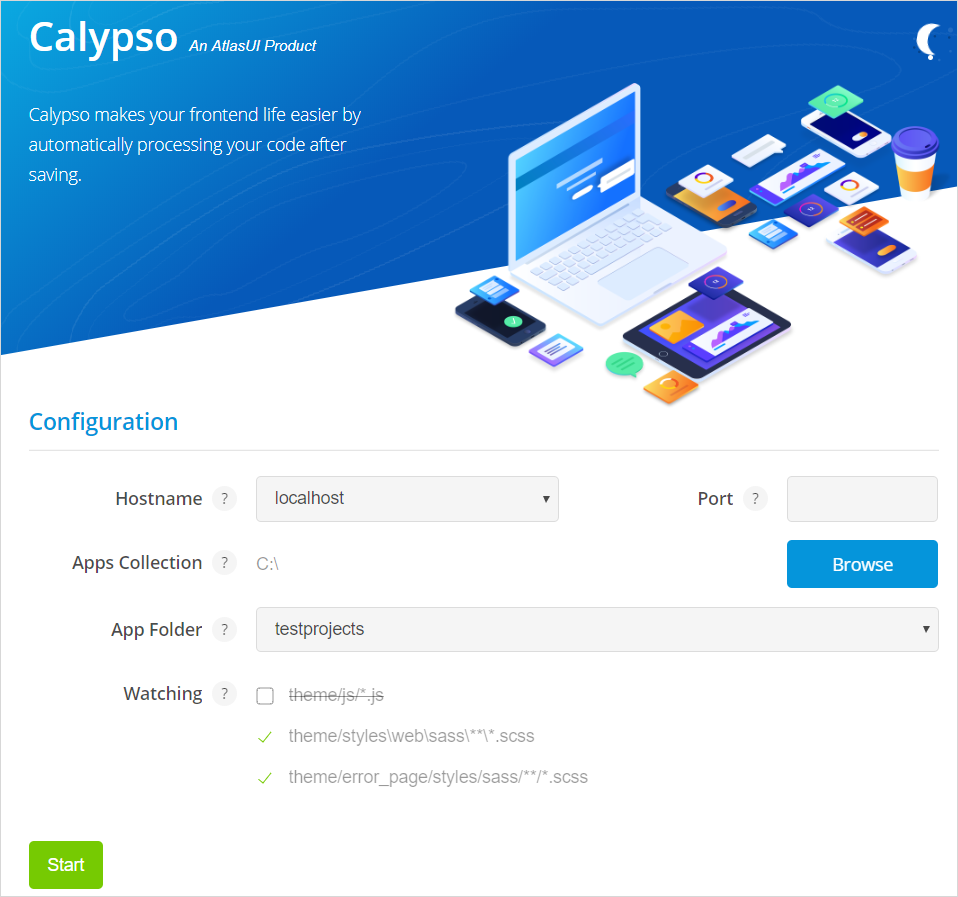 Calypso An AtlasUI Product
Calypso makes your frontend life easier by
automatically processing your code after
saving.
Configuration
Hostname ? localhost Port ?
Apps Collection ? C:\ Browse
App Folder ? testprojects
Watching ? theme/js/*.js
theme/styles\web\sass\**\*.scss
theme/error_page/styles/sass/**/*.scss
Start